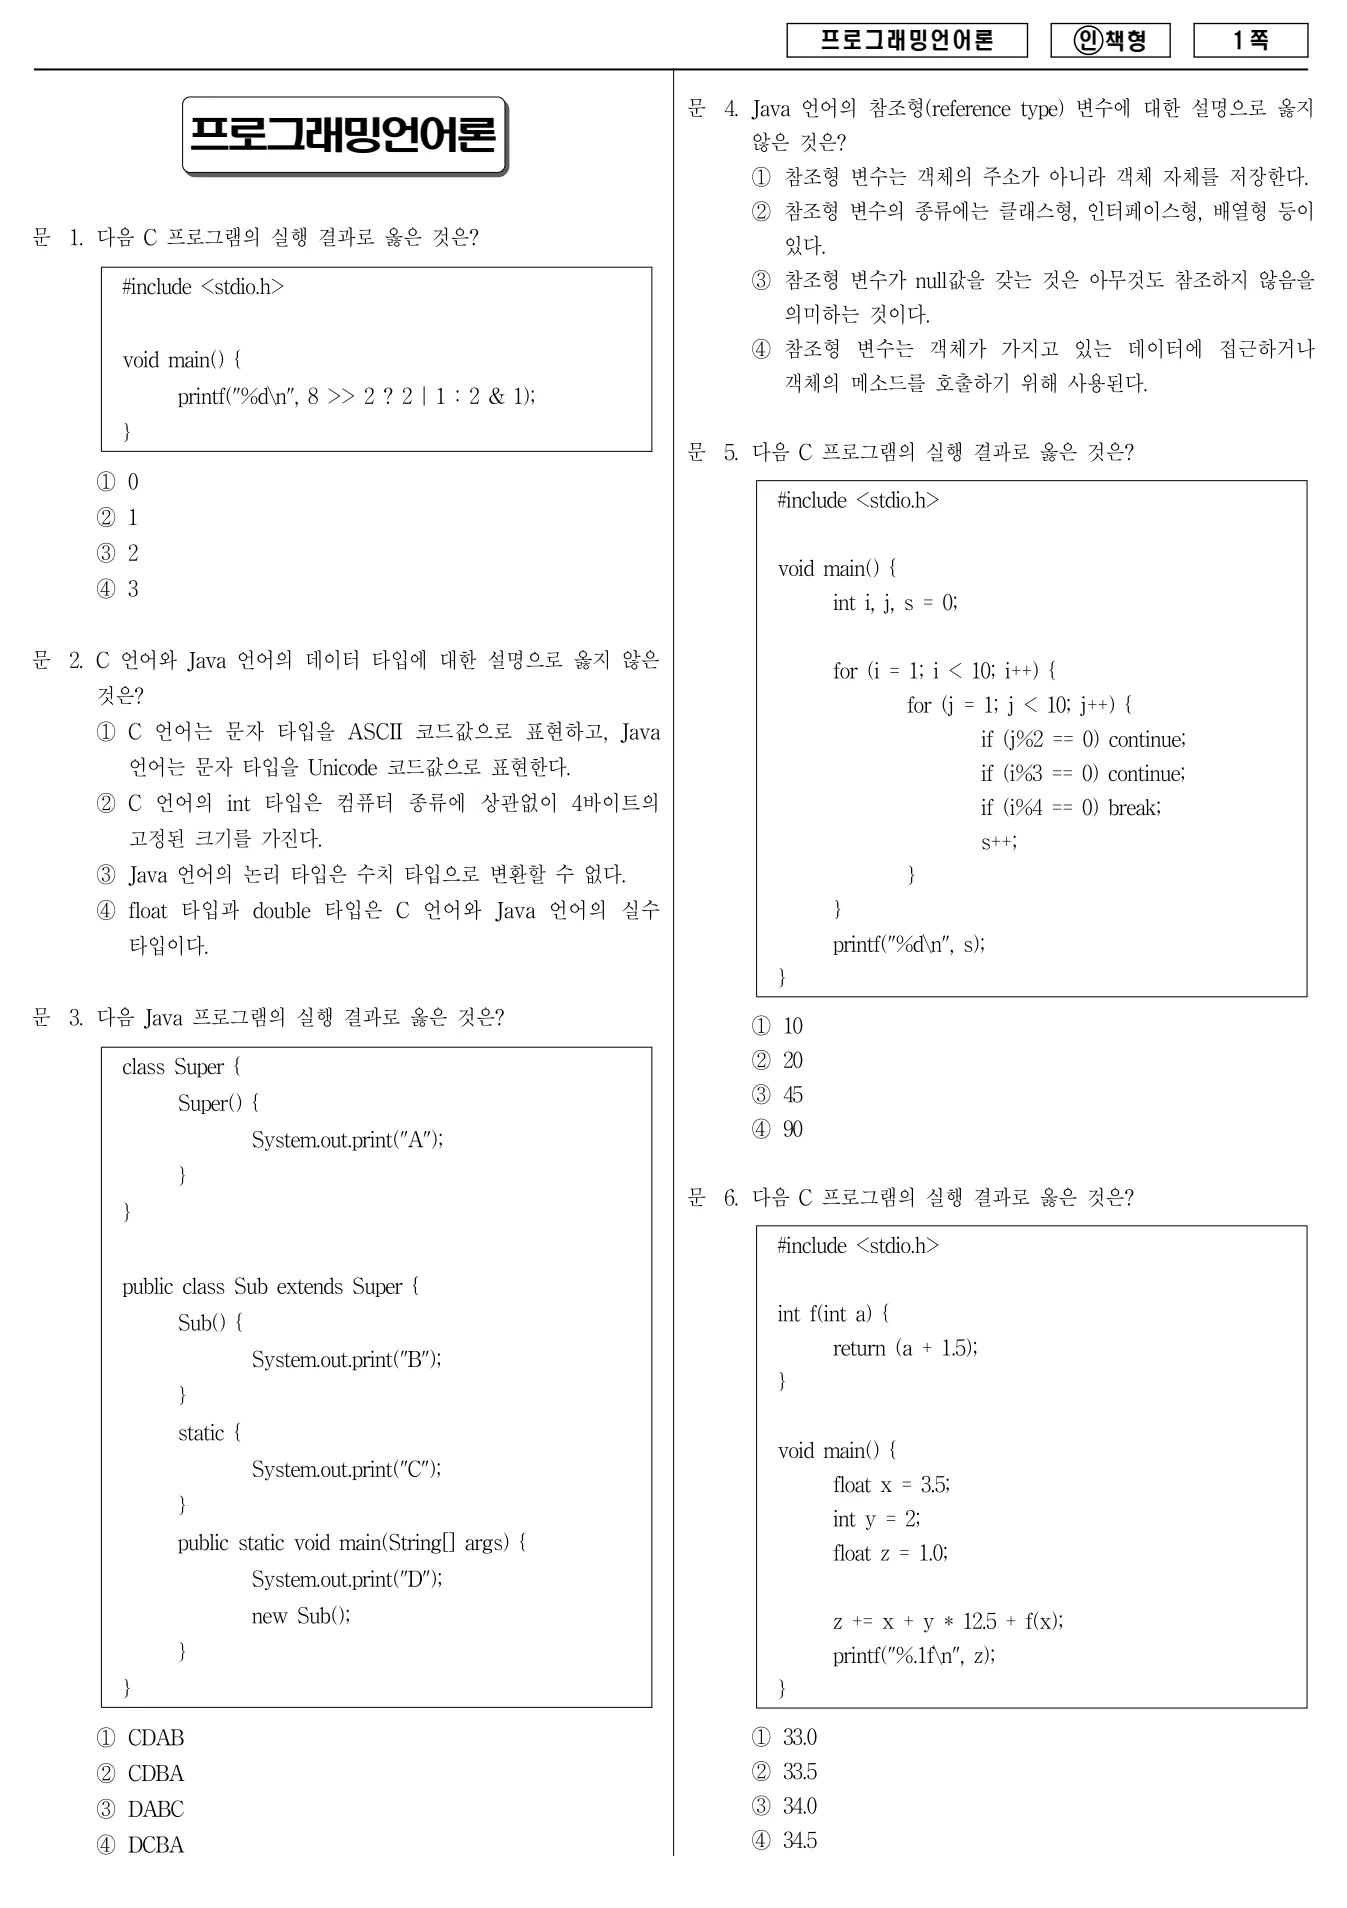 프로그래밍언어론
인책형
1 쪽
프로그래밍언어론
문 1. 다음 C 프로그램의 실행 결과로 옳은 것은?
#include <stdio.h>
void main() {
printf("%d\n", 8 >> 2 ? 2 | 1 : 2 & 1);
}
① 0
② 1
③ 2
④ 3
문 2. C 언어와 Java 언어의 데이터 타입에 대한 설명으로 옳지 않은
것은?
① C 언어는 문자 타입을 ASCII 코드값으로 표현하고, Java
언어는 문자 타입을 Unicode 코드값으로 표현한다.
② C 언어의 int 타입은 컴퓨터 종류에 상관없이 4바이트의
고정된 크기를 가진다.
③ Java 언어의 논리 타입은 수치 타입으로 변환할 수 없다.
④ float 타입과 double 타입은 C 언어와 Java 언어의 실수
타입이다.
문 3. 다음 Java 프로그램의 실행 결과로 옳은 것은?
class Super {
Super() {
System.out.print("A");
}
}
public class Sub extends Super {
Sub() {
System.out.print("B");
}
static {
System.out.print("C");
}
public static void main(String[] args) {
System.out.print("D");
new Sub();
}
}
① CDAB
② CDBA
③ DABC
④ DCBA
문 4. Java 언어의 참조형(reference type) 변수에 대한 설명으로 옳지
않은 것은?
① 참조형 변수는 객체의 주소가 아니라 객체 자체를 저장한다.
② 참조형 변수의 종류에는 클래스형, 인터페이스형, 배열형 등이
있다.
③ 참조형 변수가 null값을 갖는 것은 아무것도 참조하지 않음을
의미하는 것이다.
④ 참조형 변수는 객체가 가지고 있는 데이터에 접근하거나
객체의 메소드를 호출하기 위해 사용된다.
문 5. 다음 C 프로그램의 실행 결과로 옳은 것은?
#include <stdio.h>
void main() {
int i, j, s = 0;
for (i = 1; i < 10; i++) {
for (j = 1; j < 10; j++) {
if (j%2 == 0) continue;
if (i%3 == 0) continue;
if (i%4 == 0) break;
s++;
}
}
printf("%d\n", s);
}
① 10
② 20
③ 45
④ 90
문 6. 다음 C 프로그램의 실행 결과로 옳은 것은?
#include <stdio.h>
int f(int a) {
return (a + 1.5);
}
void main() {
float x = 3.5;
int y = 2;
float z = 1.0;
z += x + y * 12.5 + f(x);
printf("%.1f\n", z);
}
① 33.0
② 33.5
③ 34.0
④ 34.5